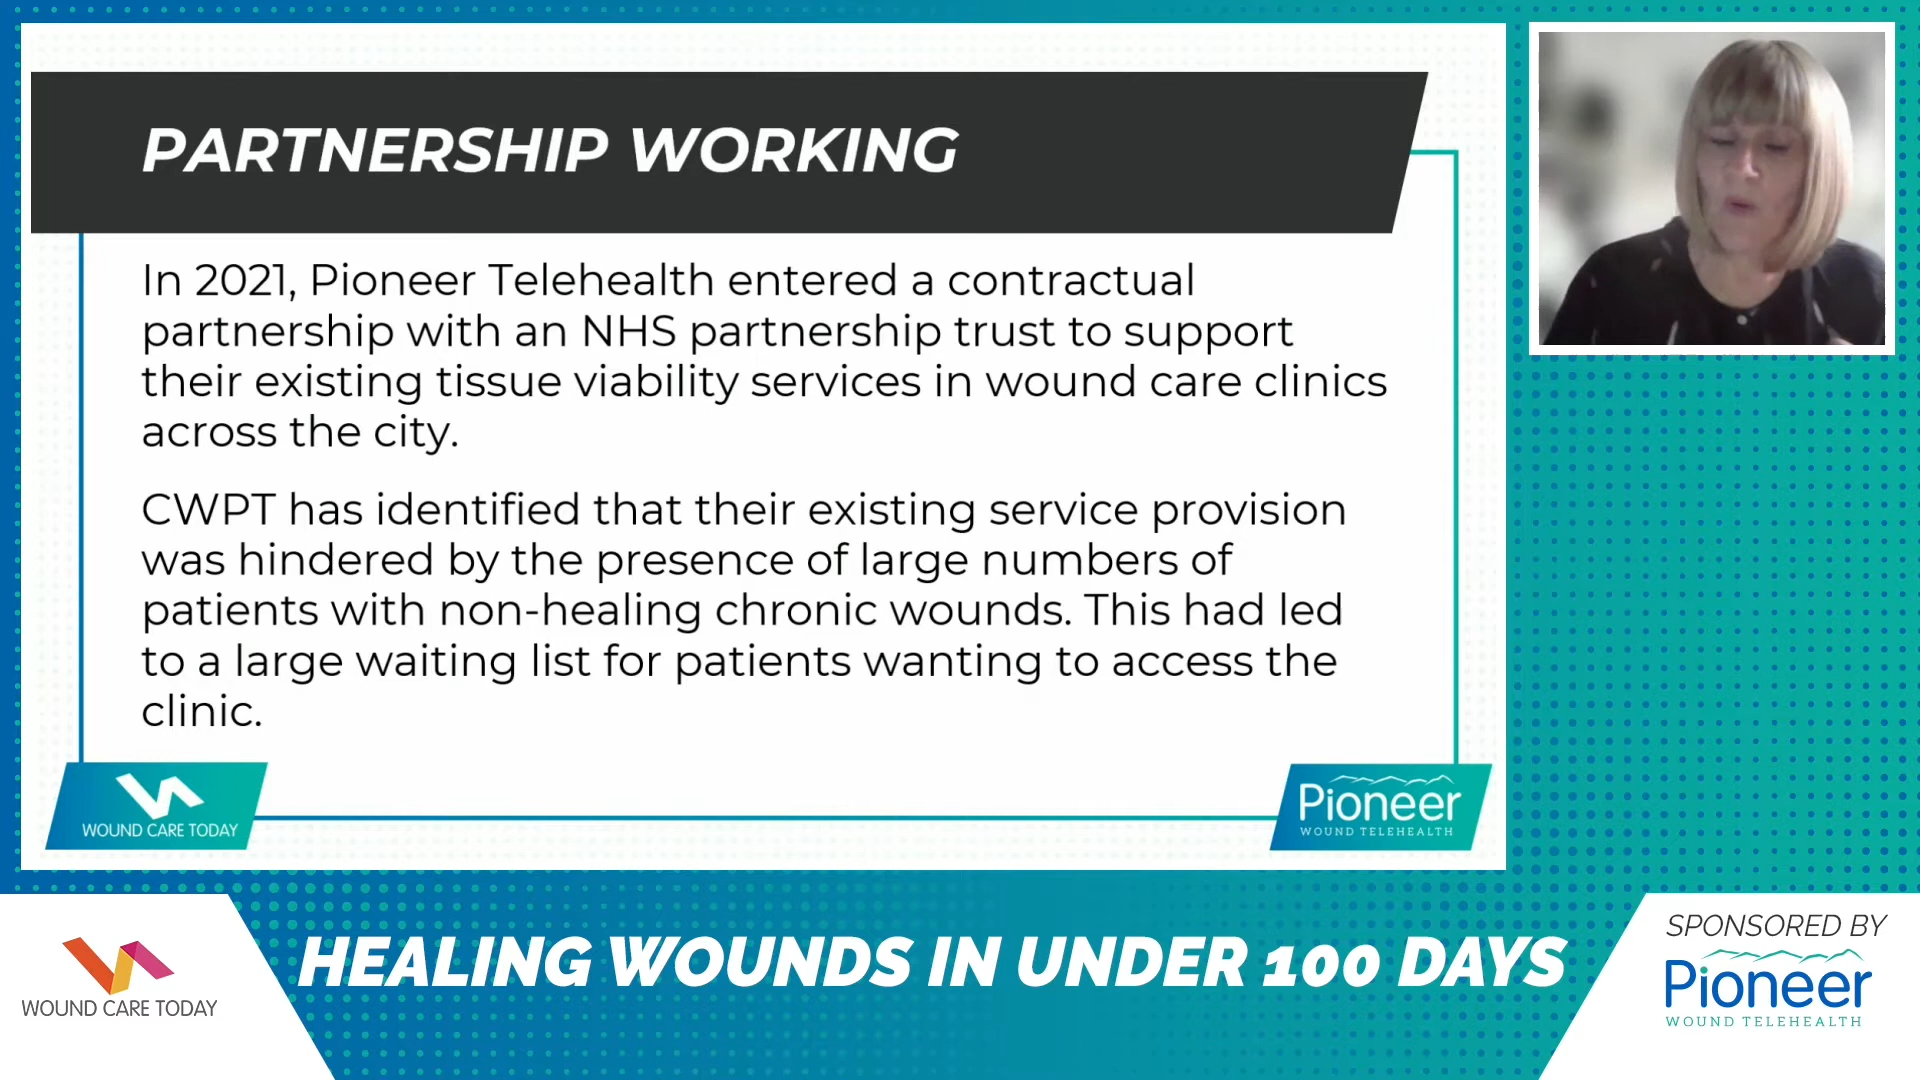 PARTNERSHIP WORKING
In 2021, Pioneer Telehealth entered a contractual
partnership with an NHS partnership trust to support
their existing tissue viability services in wound care clinics
across the city.
CWPT has identified that their existing service provision
was hindered by the presence of large numbers of
patients with non-healing chronic wounds. This had led
to a large waiting list for patients wanting to access the
clinic.
WOUND CARE TODAY
Pioneer
WOUND TELEHEALTH
WOUND CARE TODAY
HEALING WOUNDS IN UNDER 100 DAYS
SPONSORED BY
Pioneer
WOUND TELEHEALTH